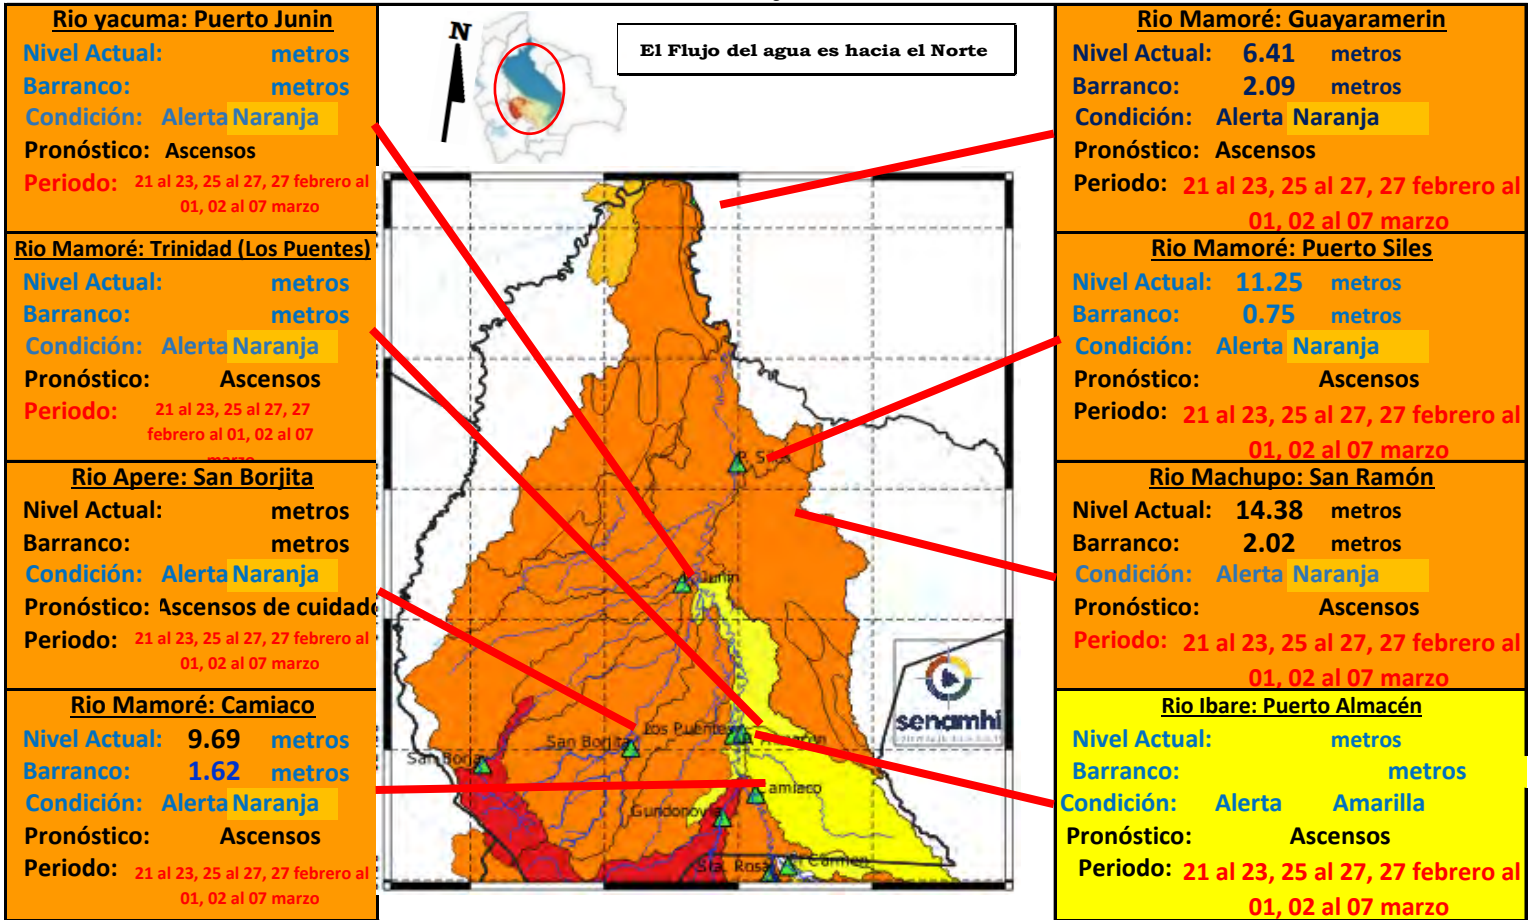 Rio yacuma: Puerto Junin
Nivel Actual: metros
Barranco: metros
Condición: Alerta Naranja
Pronóstico: Ascensos
Periodo: 21 al 23, 25 al 27, 27 febrero al
01, 02 al 07 marzo
Rio Mamoré: Trinidad (Los Puentes)
Nivel Actual: metros
Barranco: metros
Condición: Alerta Naranja
Pronóstico: Ascensos
Periodo: 21 al 23, 25 al 27, 27
febrero al 01, 02 al 07
marzo
Rio Apere: San Borjita
Nivel Actual: metros
Barranco: metros
Condición: Alerta Naranja
Pronóstico: Ascensos de cuidado
Periodo: 21 al 23, 25 al 27, 27 febrero al
01, 02 al 07 marzo
Rio Mamoré: Camiaco
Nivel Actual: 9.69 metros
Barranco: 1.62 metros
Condición: Alerta Naranja
Pronóstico: Ascensos
Periodo: 21 al 23, 25 al 27, 27 febrero al
01, 02 al 07 marzo
N
El Flujo del agua es hacia el Norte
P. Siles
Junin
Los Puentes
San Borjita
San Borja
Camiaco
Gundonovia
Sta. Rosa
El Carmen
senamhi
Rio Mamoré: Guayaramerin
Nivel Actual: 6.41 metros
Barranco: 2.09 metros
Condición: Alerta Naranja
Pronóstico: Ascensos
Periodo: 21 al 23, 25 al 27, 27 febrero al
01, 02 al 07 marzo
Rio Mamoré: Puerto Siles
Nivel Actual: 11.25 metros
Barranco: 0.75 metros
Condición: Alerta Naranja
Pronóstico: Ascensos
Periodo: 21 al 23, 25 al 27, 27 febrero al
01, 02 al 07 marzo
Rio Machupo: San Ramón
Nivel Actual: 14.38 metros
Barranco: 2.02 metros
Condición: Alerta Naranja
Pronóstico: Ascensos
Periodo: 21 al 23, 25 al 27, 27 febrero al
01, 02 al 07 marzo
Rio Ibare: Puerto Almacén
Nivel Actual: metros
Barranco: metros
Condición: Alerta Amarilla
Pronóstico: Ascensos
Periodo: 21 al 23, 25 al 27, 27 febrero al
01, 02 al 07 marzo